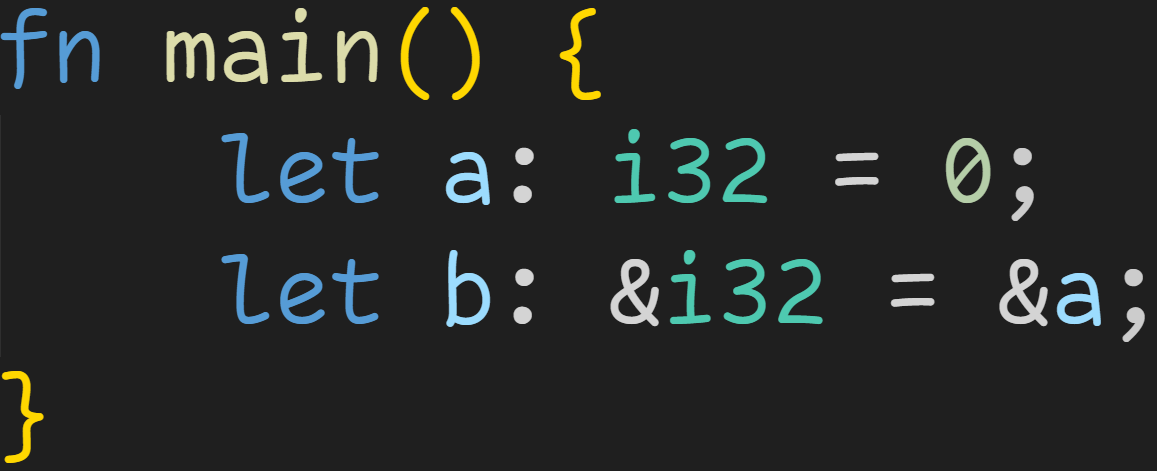 fn main() {
    let a: i32 = 0;
    let b: &i32 = &a;
}